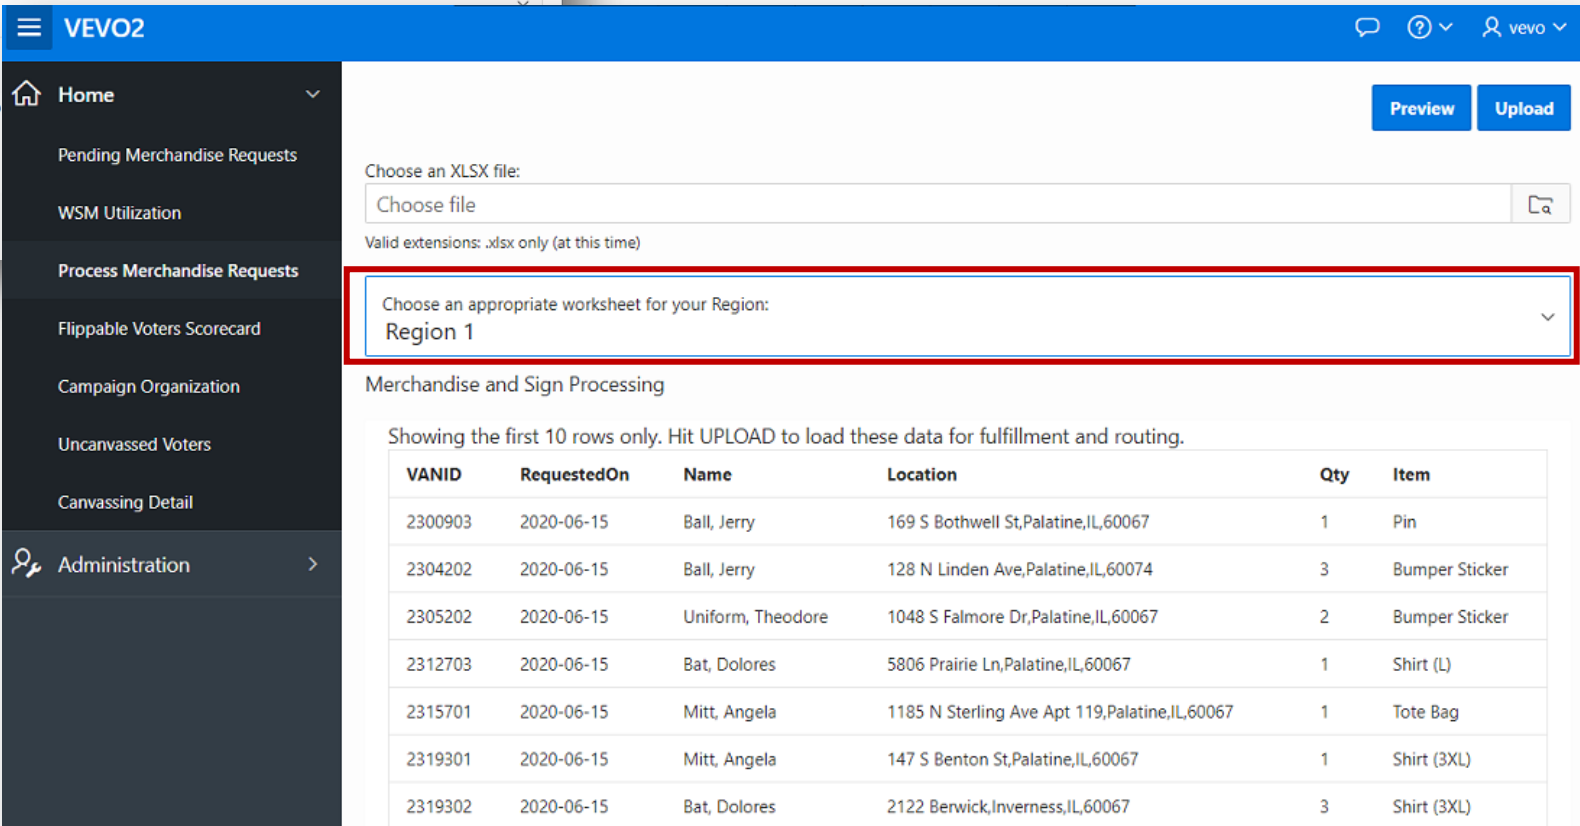 VEVO2
vevo
Home
Pending Merchandise Requests
WSM Utilization
Process Merchandise Requests
Flippable Voters Scorecard
Campaign Organization
Uncanvassed Voters
Canvassing Detail
Administration
Preview Upload
Choose an XLSX file:
Choose file
Valid extensions: .xlsx only (at this time)
Choose an appropriate worksheet for your Region:
Region 1
Merchandise and Sign Processing
Showing the first 10 rows only. Hit UPLOAD to load these data for fulfillment and routing.
VANID RequestedOn Name Location Qty Item
2300903 2020-06-15 Ball, Jerry 169 S Bothwell St,Palatine,IL,60067 1 Pin
2304202 2020-06-15 Ball, Jerry 128 N Linden Ave,Palatine,IL,60074 3 Bumper Sticker
2305202 2020-06-15 Uniform, Theodore 1048 S Falmore Dr,Palatine,IL,60067 2 Bumper Sticker
2312703 2020-06-15 Bat, Dolores 5806 Prairie Ln,Palatine,IL,60067 1 Shirt (L)
2315701 2020-06-15 Mitt, Angela 1185 N Sterling Ave Apt 119,Palatine,IL,60067 1 Tote Bag
2319301 2020-06-15 Mitt, Angela 147 S Benton St,Palatine,IL,60067 1 Shirt (3XL)
2319302 2020-06-15 Bat, Dolores 2122 Berwick,Inverness,IL,60067 3 Shirt (3XL)